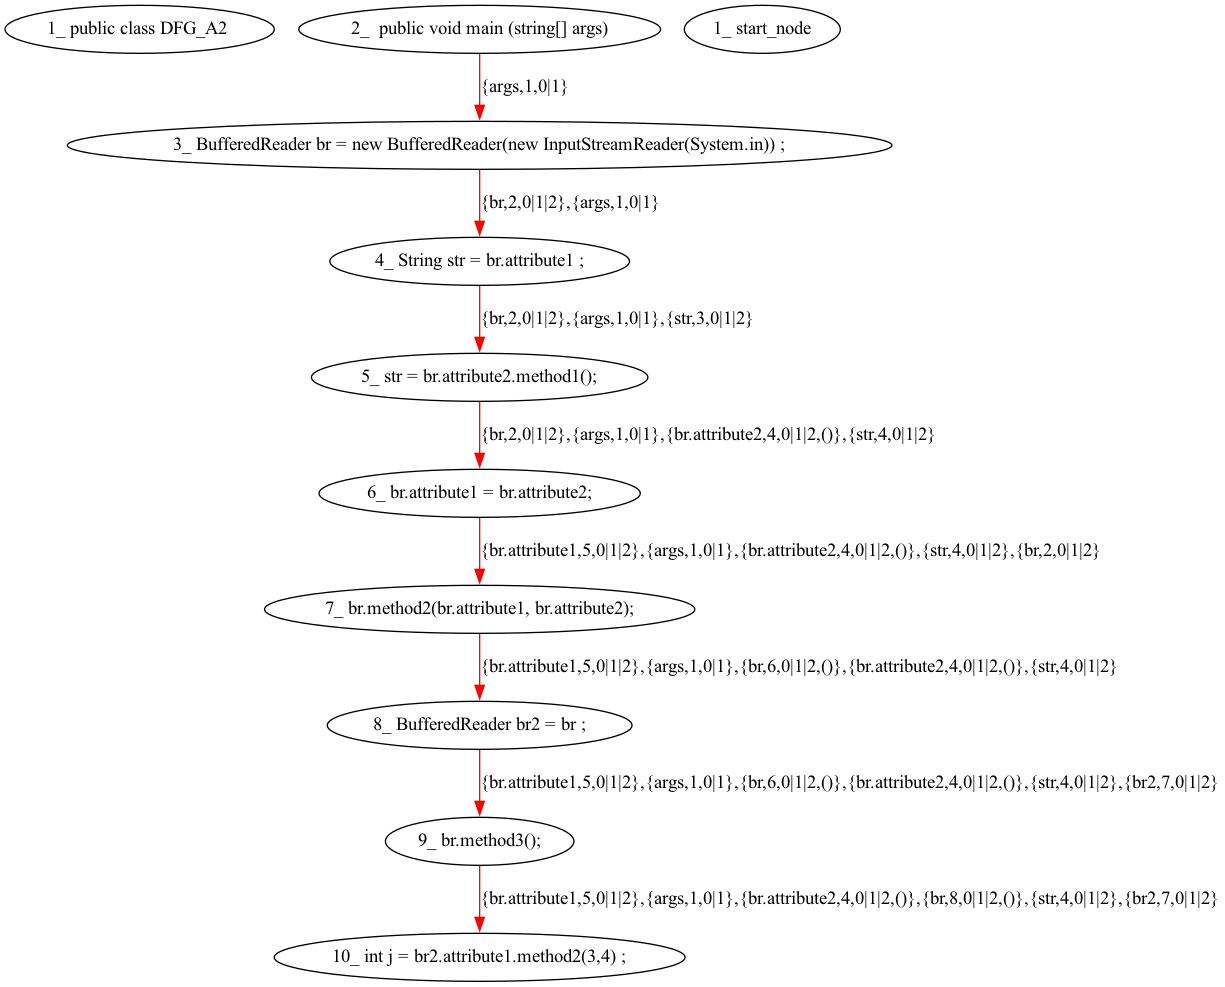 1_ public class DFG_A2
2_  public void main (string[] args)
1_ start_node
{args,1,0|1}
3_ BufferedReader br = new BufferedReader(new InputStreamReader(System.in)) ;
{br,2,0|1|2},{args,1,0|1}
4_ String str = br.attribute1 ;
{br,2,0|1|2},{args,1,0|1},{str,3,0|1|2}
5_ str = br.attribute2.method1();
{br,2,0|1|2},{args,1,0|1},{br.attribute2,4,0|1|2,()},{str,4,0|1|2}
6_ br.attribute1 = br.attribute2;
{br.attribute1,5,0|1|2},{args,1,0|1},{br.attribute2,4,0|1|2,()},{str,4,0|1|2},{br,2,0|1|2}
7_ br.method2(br.attribute1, br.attribute2);
{br.attribute1,5,0|1|2},{args,1,0|1},{br,6,0|1|2,()},{br.attribute2,4,0|1|2,()},{str,4,0|1|2}
8_ BufferedReader br2 = br ;
{br.attribute1,5,0|1|2},{args,1,0|1},{br,6,0|1|2,()},{br.attribute2,4,0|1|2,()},{str,4,0|1|2},{br2,7,0|1|2}
9_ br.method3();
{br.attribute1,5,0|1|2},{args,1,0|1},{br.attribute2,4,0|1|2,()},{br,8,0|1|2,()},{str,4,0|1|2},{br2,7,0|1|2}
10_ int j = br2.attribute1.method2(3,4) ;